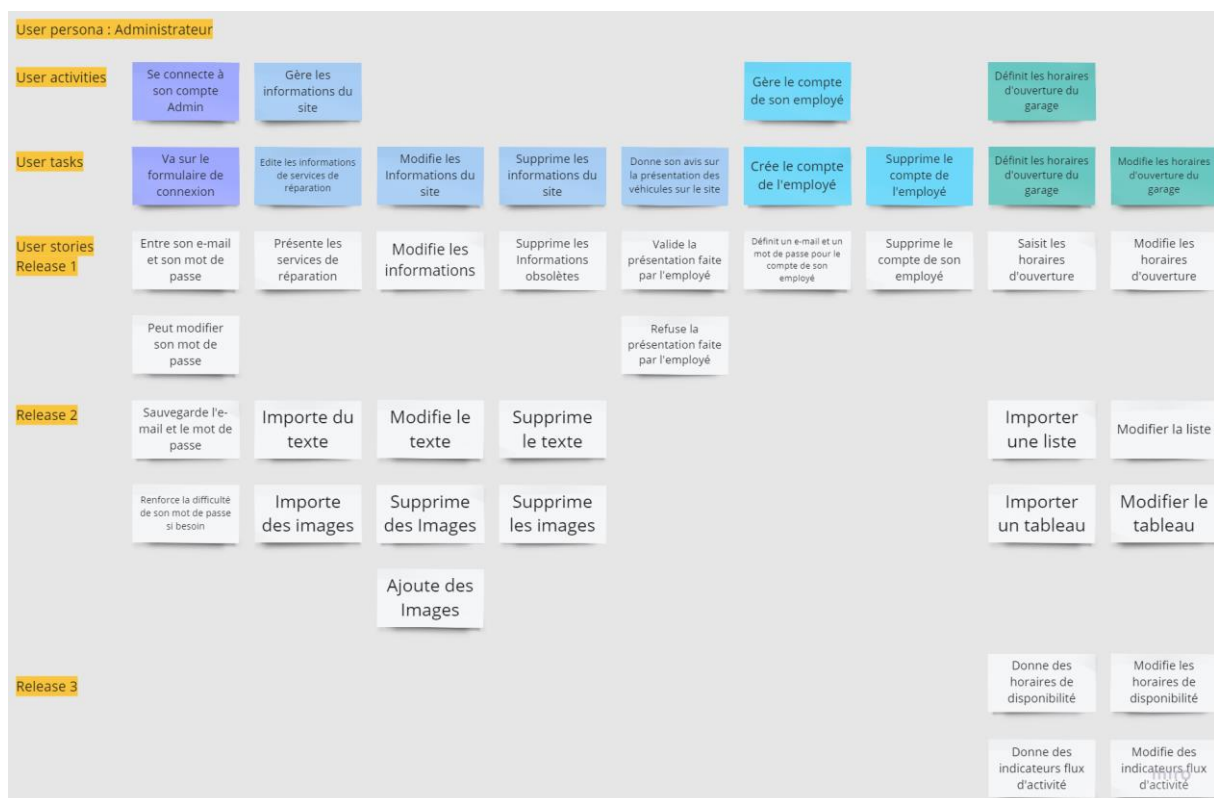 User persona : Administrateur
User activities
Se connecte à
son compte
Admin
Gère les
informations du
site
Gère le compte
de son employé
Définit les horaires
d'ouverture du
garage
User tasks
Va sur le
formulaire de
connexion
Edite les informations
de services de
réparation
Modifie les
Informations du
site
Supprime les
informations du
site
Donne son avis sur
la présentation des
véhicules sur le site
Crée le compte
de l'employé
Supprime le
compte de
l'employé
Définit les horaires
d'ouverture du
garage
Modifie les horaires
d'ouverture du
garage
User stories
Release 1
Entre son e-mail
et son mot de
passe
Présente les
services de
réparation
Modifie les
informations
Supprime les
Informations
obsolètes
Valide la
présentation faite
par l'employé
Définit un e-mail et un
mot de passe pour le
compte de son
employé
Supprime le
compte de son
employé
Saisit les
horaires
d'ouverture
Modifie les
horaires
d'ouverture
Peut modifier
son mot de
passe
Refuse la
présentation faite
par l'employé
Release 2
Sauvegarde l'e-
mail et le mot de
passe
Importe du
texte
Modifie le
texte
Supprime
le texte
Importer
une liste
Modifier la liste
Renforce la difficulté
de son mot de passe
si besoin
Importe
des images
Supprime
des Images
Supprime
les images
Importer
un tableau
Modifier le
tableau
Ajoute des
Images
Release 3
Donne des
horaires de
disponibilité
Modifie les
horaires de
disponibilité
Donne des
indicateurs flux
d'activité
Modifie des
indicateurs flux
d'activité
miro